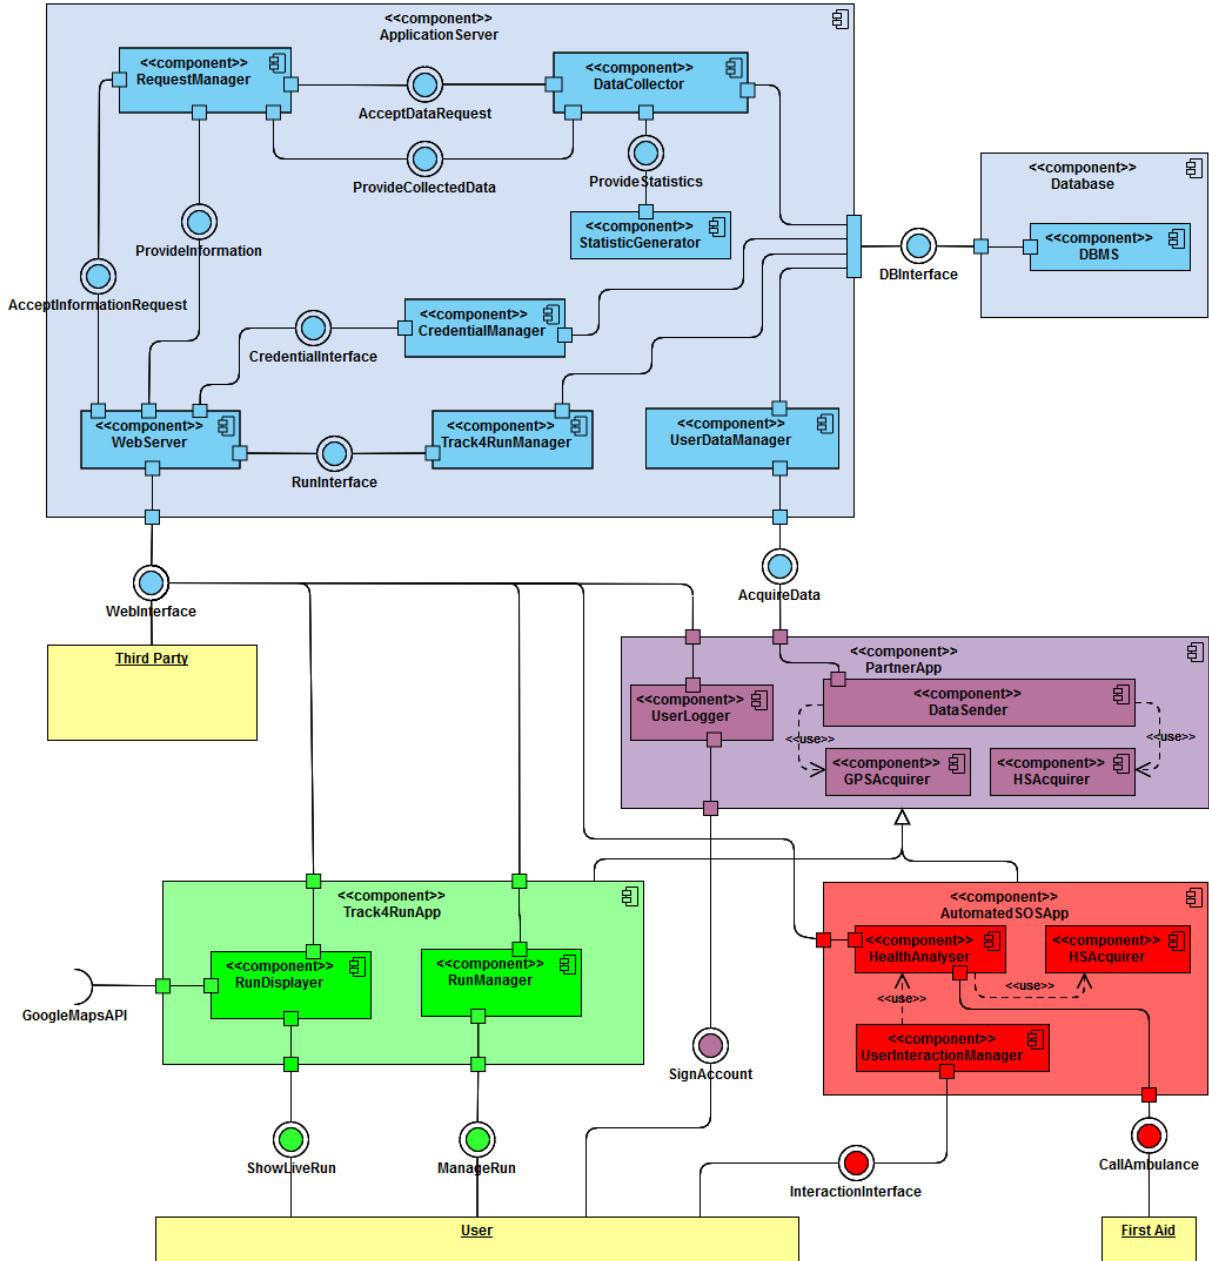 <<component>>
ApplicationServer
<<component>>
RequestManager
<<component>>
DataCollector
AcceptDataRequest
ProvideCollectedData
ProvideStatistics
<<component>>
Database
<<component>>
StatisticGenerator
<<component>>
DBMS
ProvideInformation
DBInterface
AcceptInformationRequest
<<component>>
CredentialManager
CredentialInterface
<<component>>
WebServer
<<component>>
Track4RunManager
<<component>>
UserDataManager
RunInterface
WebInterface
AcquireData
Third Party
<<component>>
PartnerApp
<<component>>
UserLogger
<<component>>
DataSender
<<use>>
<<use>>
<<component>>
GPSAcquirer
<<component>>
HSAcquirer
<<component>>
Track4RunApp
<<component>>
AutomatedSOSApp
<<component>>
RunDisplayer
<<component>>
RunManager
<<component>>
HealthAnalyser
<<component>>
HSAcquirer
<<use>>
<<use>>
GoogleMapsAPI
<<component>>
UserInteractionManager
SignAccount
ShowLiveRun
ManageRun
InteractionInterface
CallAmbulance
User
First Aid